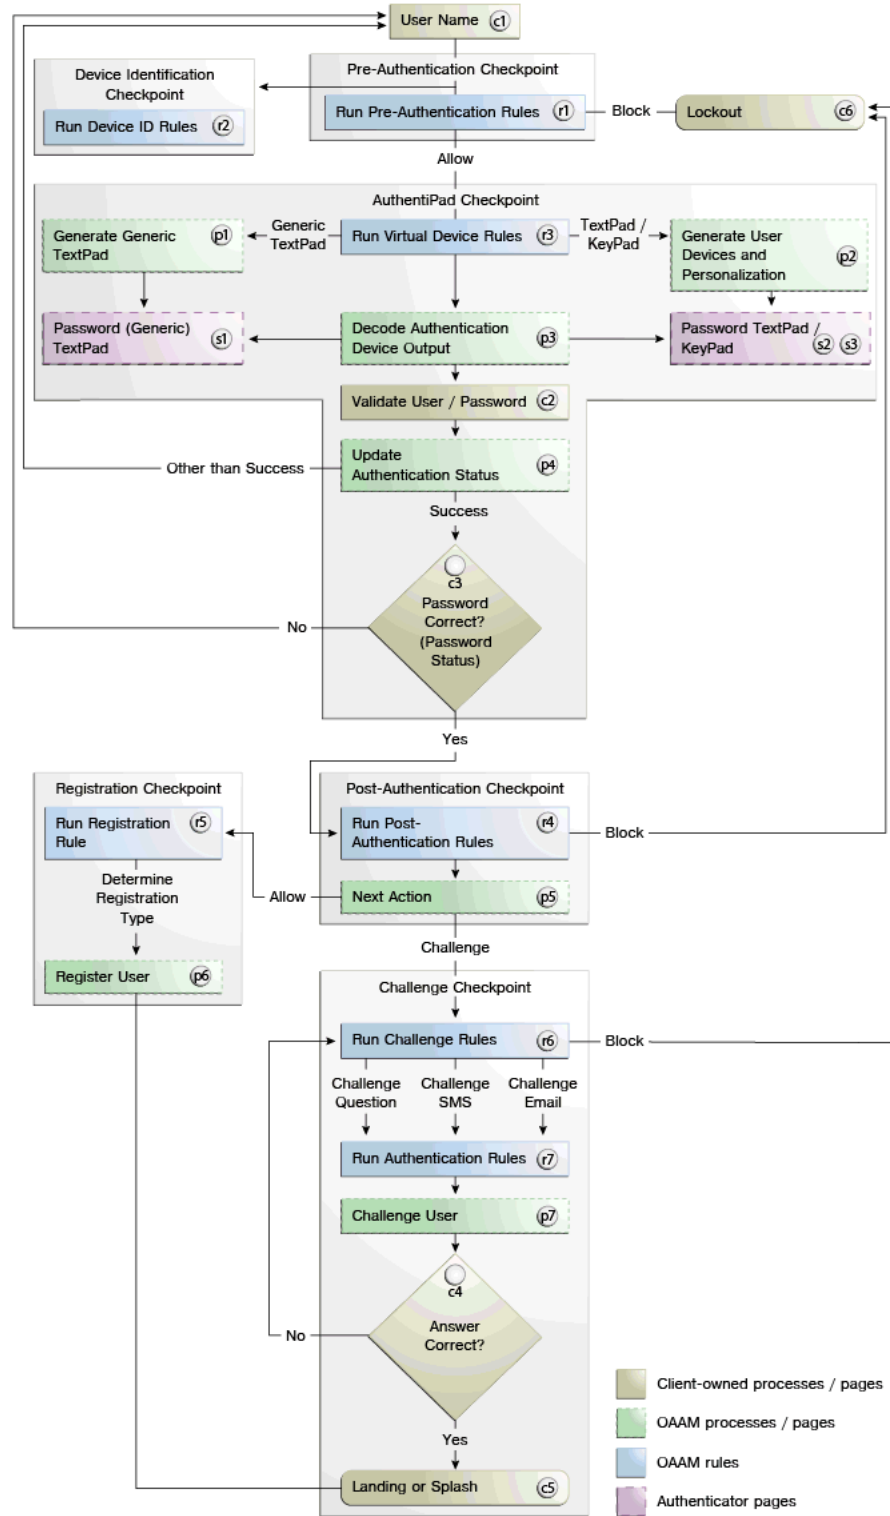 User Name c1
Device Identification
Checkpoint
Run Device ID Rules r2
Pre-Authentication Checkpoint
Run Pre-Authentication Rules r1
Block
Lockout c6
Allow
AuthentiPad Checkpoint
Generate Generic
TextPad
p1
Generic
TextPad
Run Virtual Device Rules r3
TextPad /
KeyPad
Generate User
Devices and
Personalization
p2
Password (Generic)
TextPad
s1
Decode Authentication
Device Output
p3
Password TextPad /
KeyPad
s2 s3
Validate User / Password c2
Other than Success
Update
Authentication Status
p4
Success
c3
Password
Correct?
(Password
Status)
No
Yes
Registration Checkpoint
Run Registration
Rule
r5
Determine
Registration
Type
Register User p6
Post-Authentication Checkpoint
Run Post-
Authentication Rules
r4
Block
Allow
Next Action p5
Challenge
Challenge Checkpoint
Run Challenge Rules r6
Block
Challenge
Question
Challenge
SMS
Challenge
Email
Run Authentication Rules r7
Challenge User p7
c4
Answer
Correct?
No
Yes
Landing or Splash c5
Client-owned processes / pages
OAAM processes / pages
OAAM rules
Authenticator pages